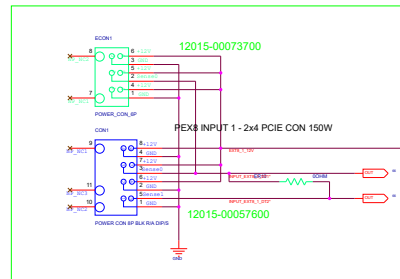 ECON1
12015-00073700
8
6 +12V
3 GND
5 +12V
2 Sense0
4 +12V
7
1 GND
POWER_CON_6P
CON1
PEX8 INPUT 1 - 2x4 PCIE CON 150W
9
8 +12V
4 GND
EXT8_1_12V
7 +12V
3 Sense0
OUT
6 +12V
0OHM
11
2 GND
5 Sense1
OUT
10
1 GND
POWER CON 8P BLK R/A DIP/S
12015-00057600
GND